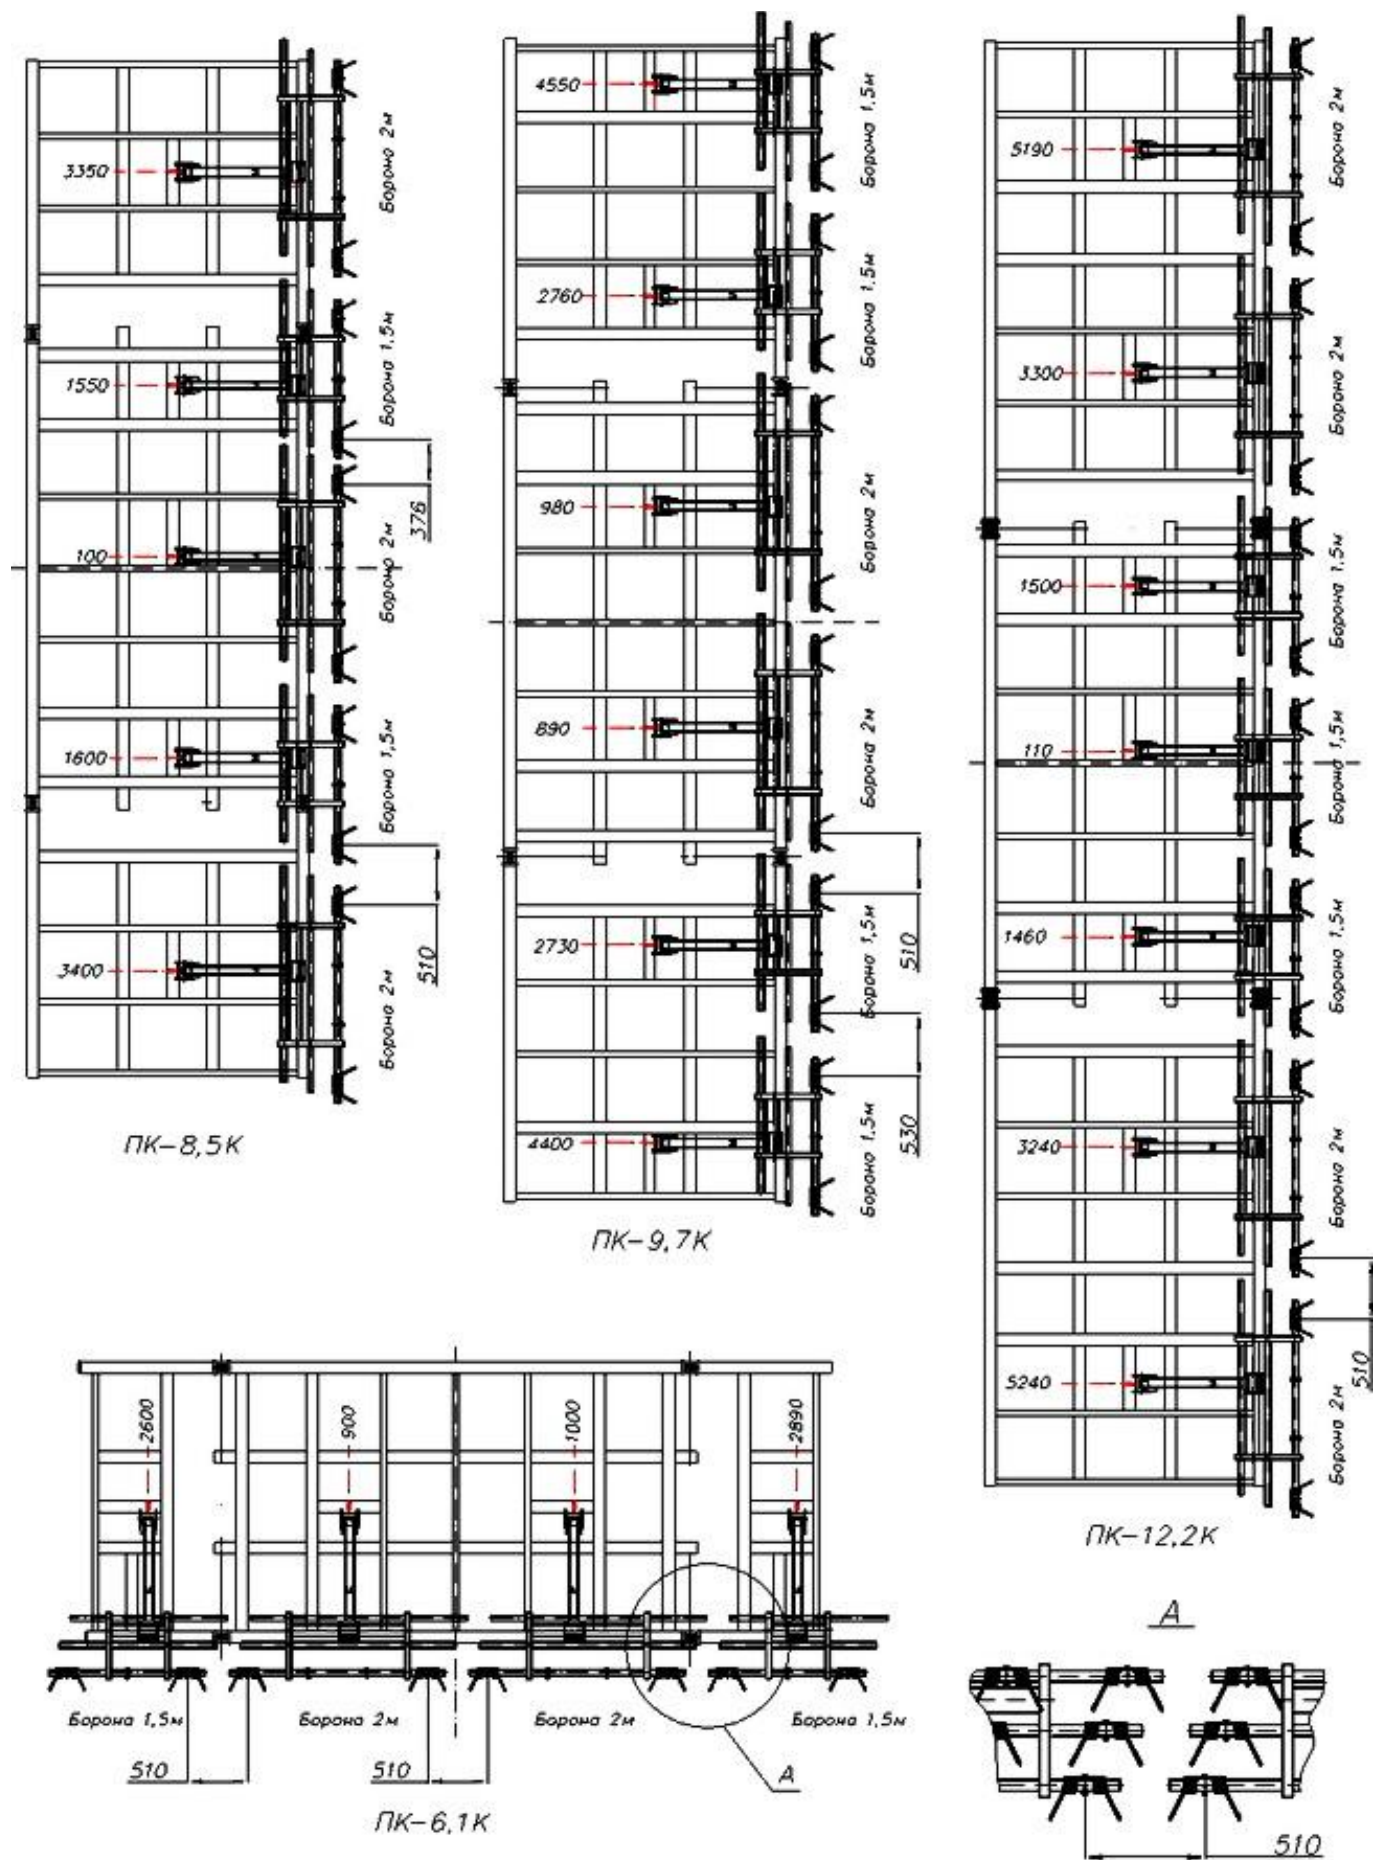 3350
Борона 2м
1550
Борона 1,5м
376
100
Борона 2м
1600
Борона 1,5м
3400
510
Борона 2м
ПК-8,5К
4550
Борона 1,5м
2760
Борона 1,5м
980
Борона 2м
890
Борона 2м
2730
Борона 1,5м
510
4400
Борона 1,5м
530
ПК-9,7К
5190
Борона 2м
3300
Борона 2м
1500
Борона 1,5м
110
Борона 1,5м
1460
Борона 1,5м
3240
Борона 2м
5240
Борона 2м
510
ПК-12,2К
2600
900
1000
2890
Борона 1,5м
Борона 2м
Борона 2м
Борона 1,5м
510
510
А
ПК-6,1К
А
510